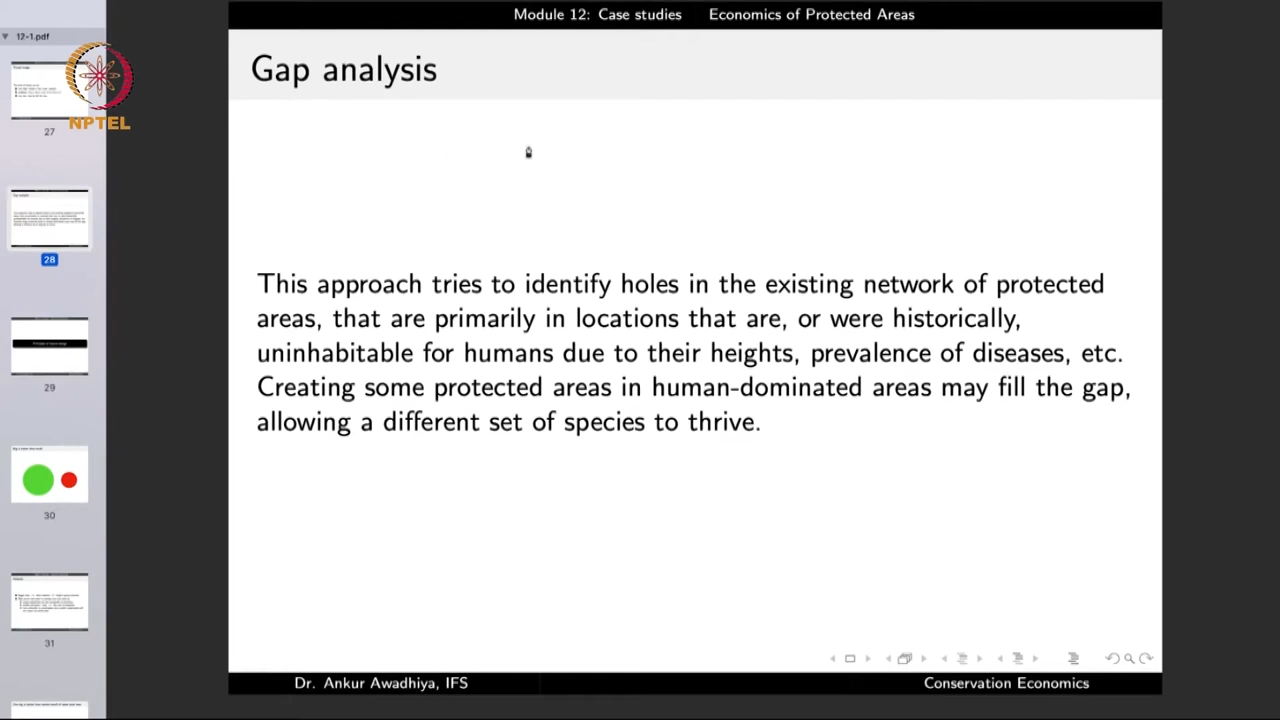 Module 12: Case studies Economics of Protected Areas
12-1.pdf
NPTEL
Gap analysis
27
28
This approach tries to identify holes in the existing network of protected
areas, that are primarily in locations that are, or were historically,
uninhabitable for humans due to their heights, prevalence of diseases, etc.
Creating some protected areas in human-dominated areas may fill the gap,
allowing a different set of species to thrive.
29
30
31
Dr. Ankur Awadhiya, IFS Conservation Economics